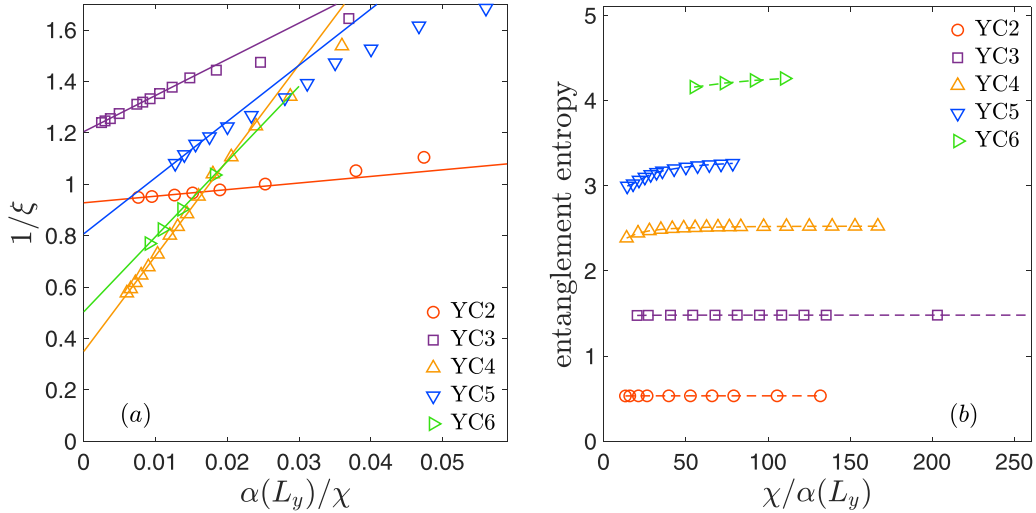 1.6
1.4
1.2
1
0.8
0.6
0.4
0.2
0
1/ξ
0 0.01 0.02 0.03 0.04 0.05
α(L_y)/χ
(a)
YC2
YC3
YC4
YC5
YC6
5
4
3
2
1
0
entanglement entropy
0 50 100 150 200 250
χ/α(L_y)
(b)
YC2
YC3
YC4
YC5
YC6